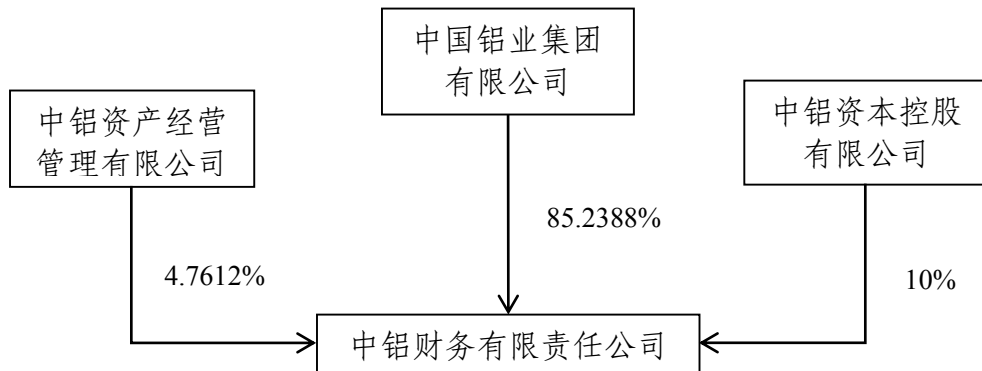 中国铝业集团
有限公司
中铝资产经营
管理有限公司
中铝资本控股
有限公司
85.2388%
4.7612%
10%
中铝财务有限责任公司